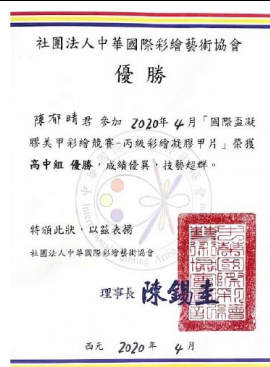 社團法人中華國際彩繪藝術協會
優勝
陳郁晴君 參加 2020年4月「國際盃凝
膠美甲彩繪競賽-丙級彩繪凝膠甲片」榮獲
高中組 優勝，成績優異，技藝超群。
特頒此狀，以茲表揚
社團法人中華國際彩繪藝術協會
理事長 陳錫圭
西元 2020年 4月